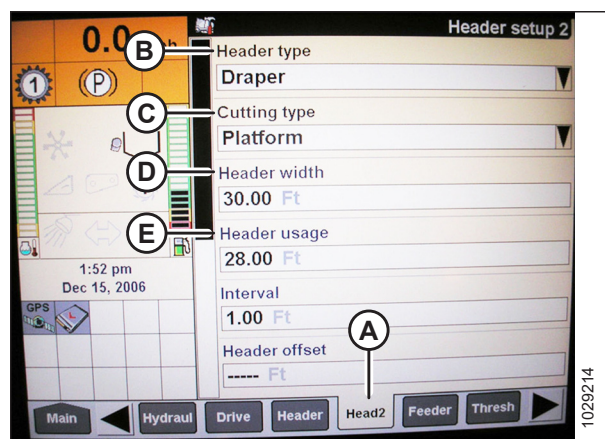 Header setup 2
0.0
h
B
Header type
Draper
1
(P)
C
Cutting type
Platform
D
Header width
30.00 Ft
E
Header usage
28.00 Ft
1:52 pm
Dec 15, 2006
Interval
1.00 Ft
GPS
A
Header offset
----- Ft
Main
Hydraul
Drive
Header
Head2
Feeder
Thresh
1029214